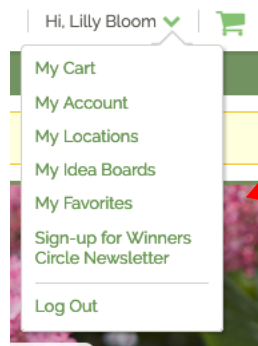 Hi, Lilly Bloom
My Cart
My Account
My Locations
My Idea Boards
My Favorites
Sign-up for Winners
Circle Newsletter
Log Out